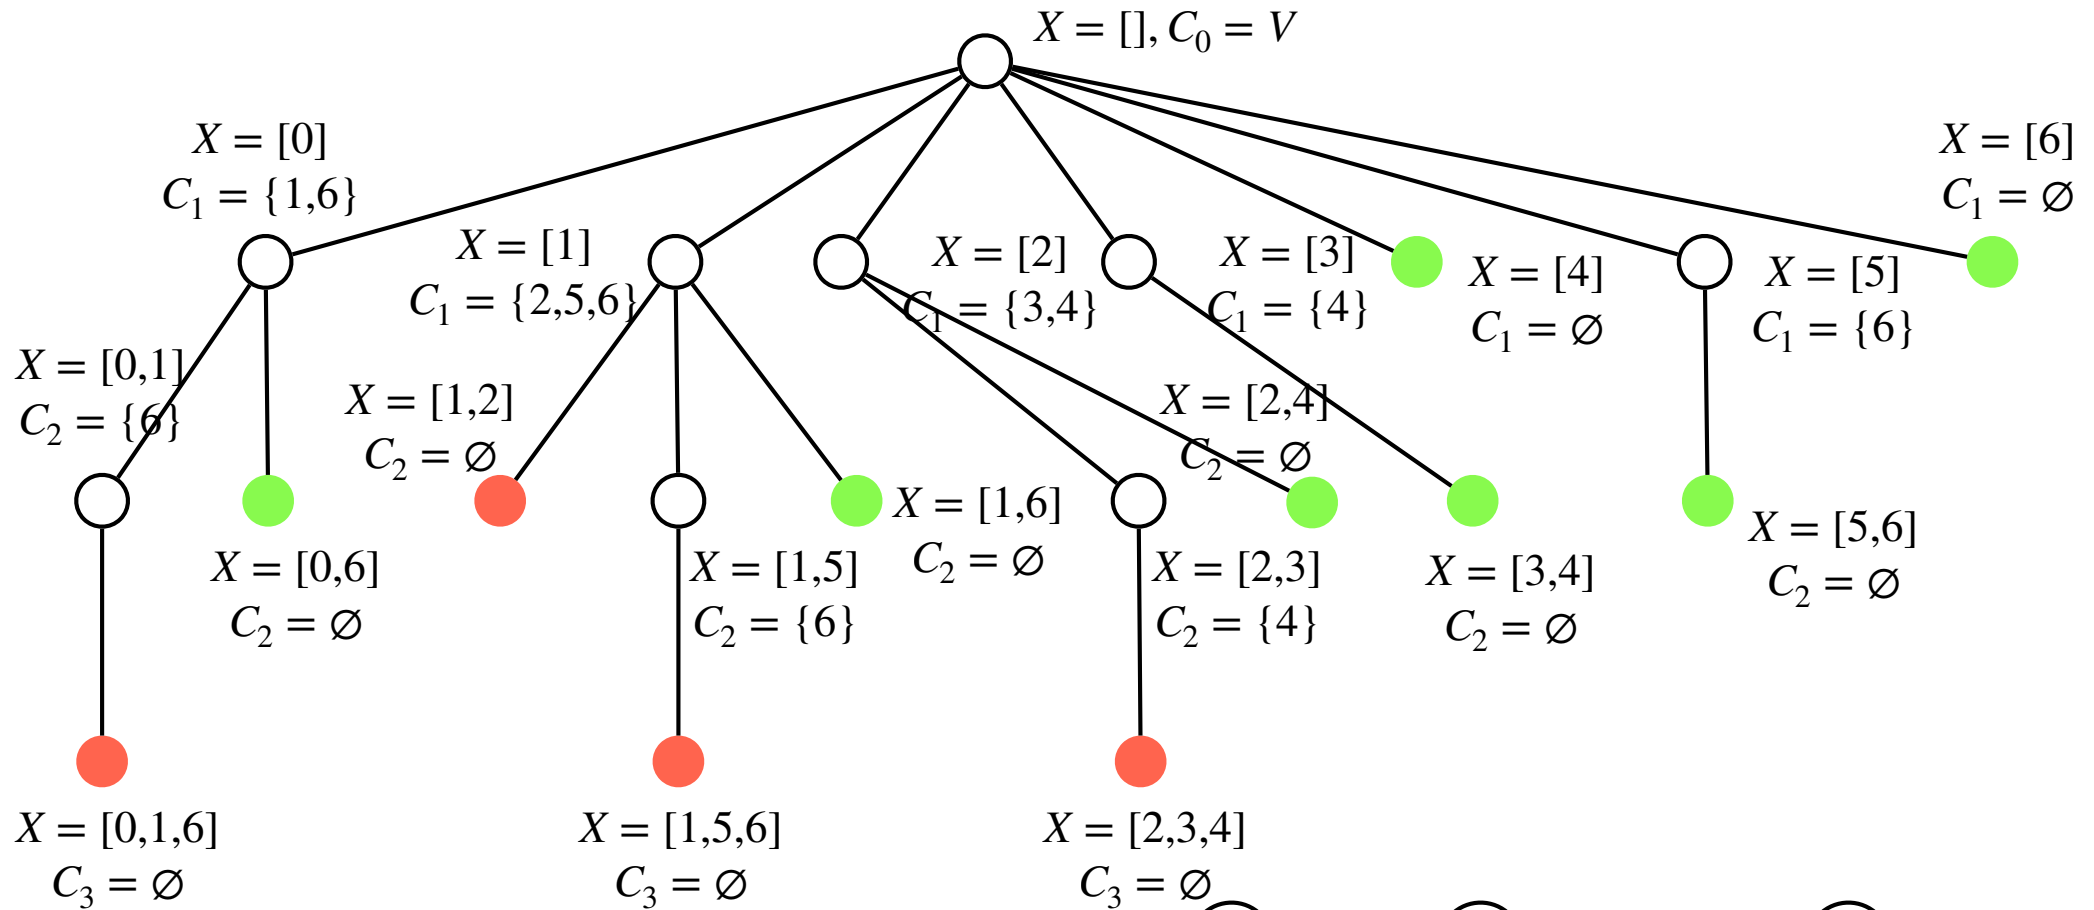 X = [], C₀ = V
X = [0]
C₁ = {1,6}
X = [6]
C₁ = ∅
X = [1]
C₁ = {2,5,6}
X = [2]
C₁ = {3,4}
X = [3]
C₁ = {4}
X = [4]
C₁ = ∅
X = [5]
C₁ = {6}
X = [0,1]
C₂ = {6}
X = [1,2]
C₂ = ∅
X = [2,4]
C₂ = ∅
X = [0,6]
C₂ = ∅
X = [1,5]
C₂ = {6}
X = [1,6]
C₂ = ∅
X = [2,3]
C₂ = {4}
X = [3,4]
C₂ = ∅
X = [5,6]
C₂ = ∅
X = [0,1,6]
C₃ = ∅
X = [1,5,6]
C₃ = ∅
X = [2,3,4]
C₃ = ∅